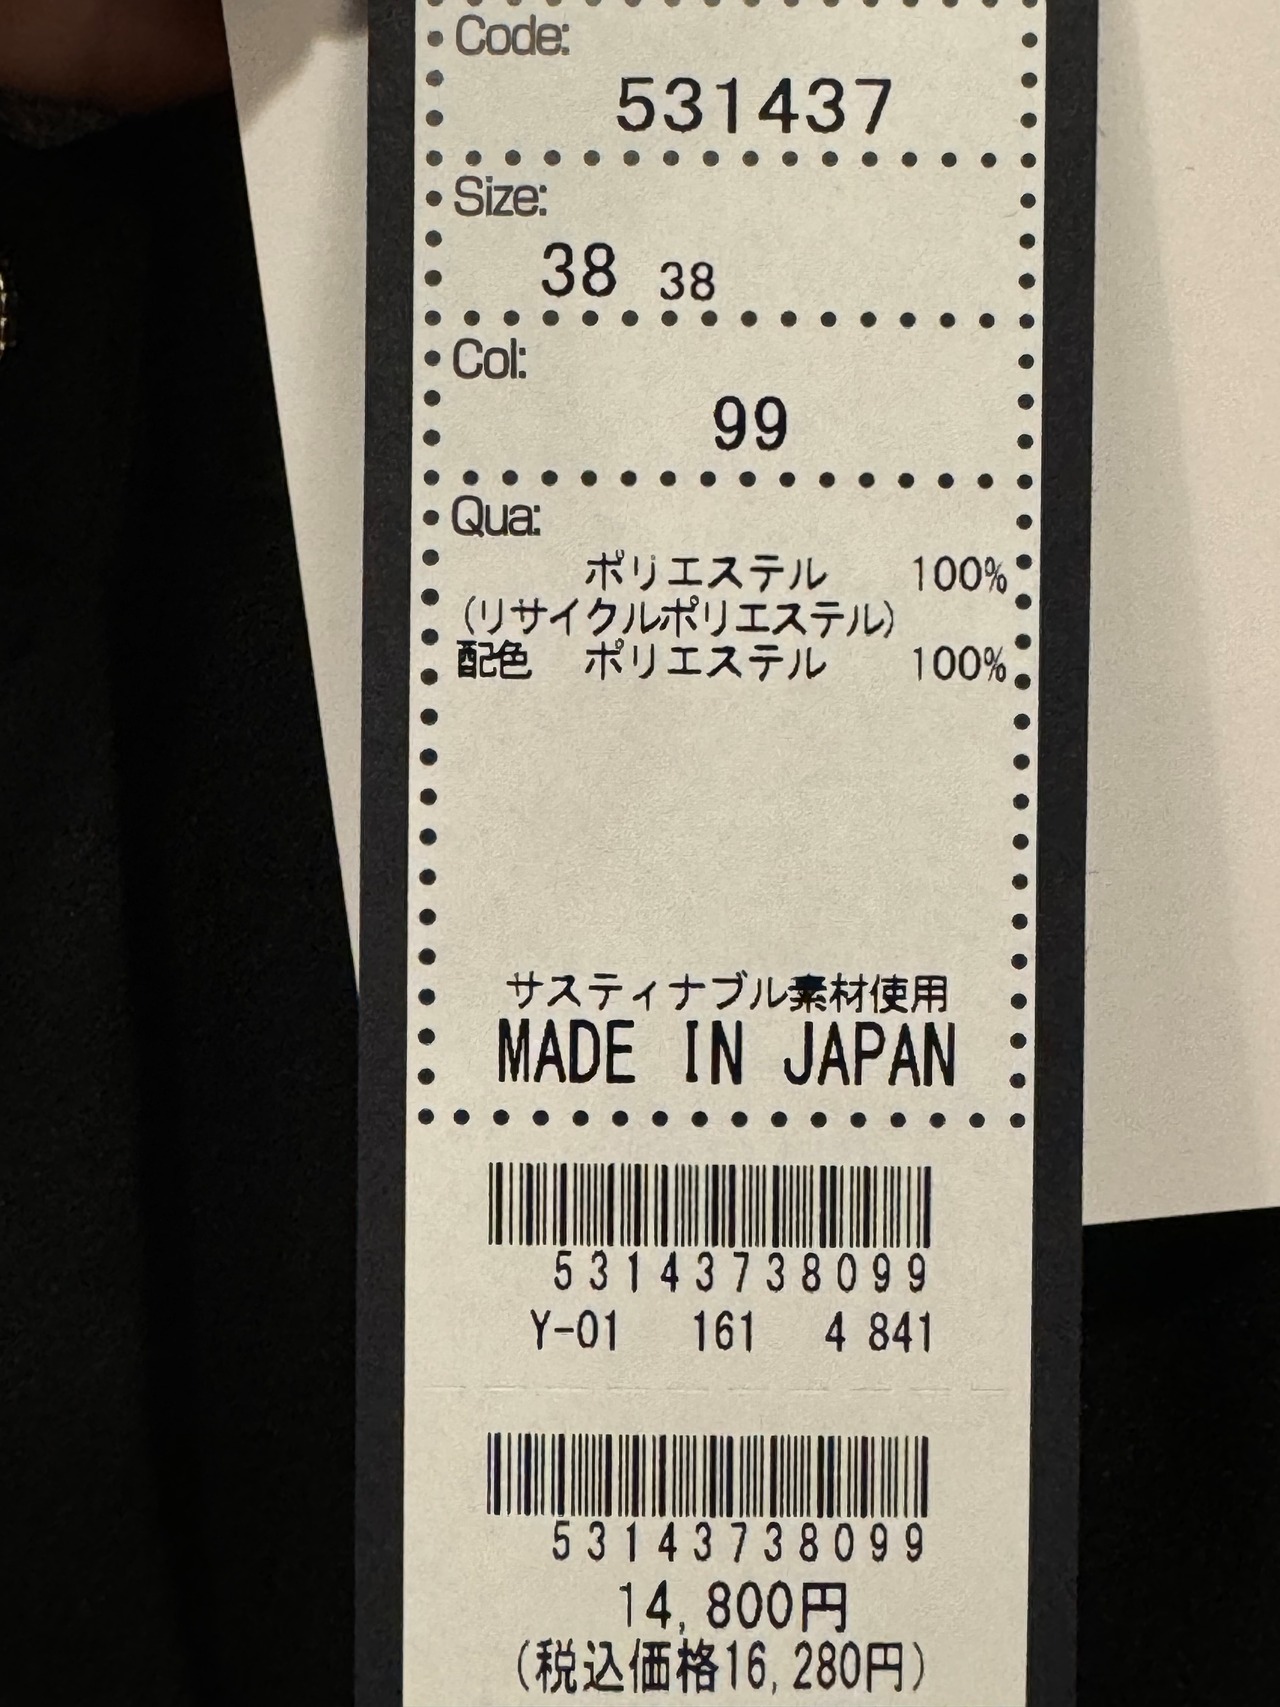 Code:
531437
Size:
38 38
Col:
99
Qua:
ポリエステル 100%
(リサイクルポリエステル)
配色 ポリエステル 100%
サスティナブル素材使用
MADE IN JAPAN
53143738099
Y-01 161 4 841
53143738099
14,800円
(税込価格16,280円)